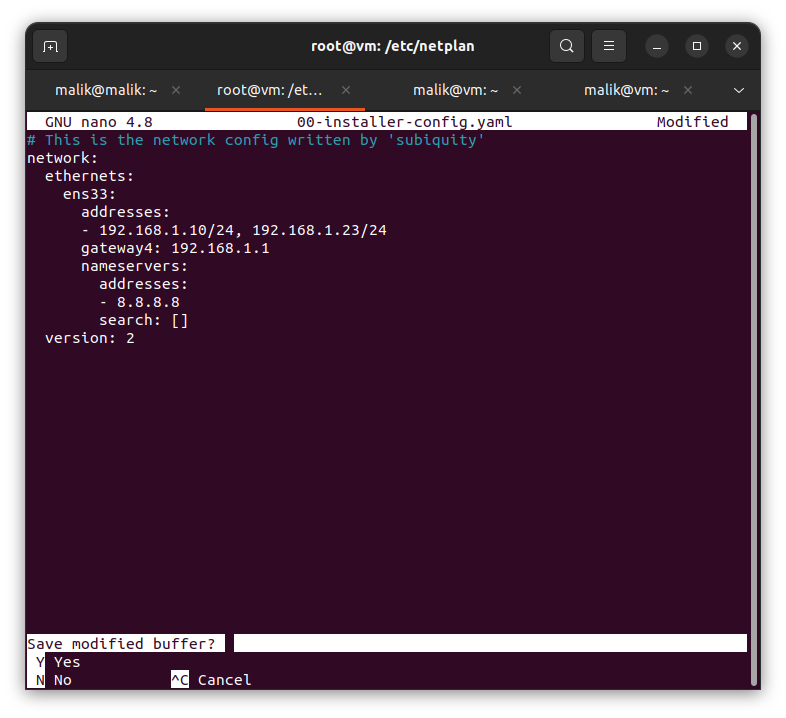 root@vm: /etc/netplan
malik@malik: ~ root@vm: /et... malik@vm: ~ malik@vm: ~
GNU nano 4.8 00-installer-config.yaml Modified
# This is the network config written by 'subiquity'
network:
  ethernets:
    ens33:
      addresses:
      - 192.168.1.10/24, 192.168.1.23/24
      gateway4: 192.168.1.1
      nameservers:
        addresses:
        - 8.8.8.8
        search: []
  version: 2
Save modified buffer?
Y Yes
N No ^C Cancel